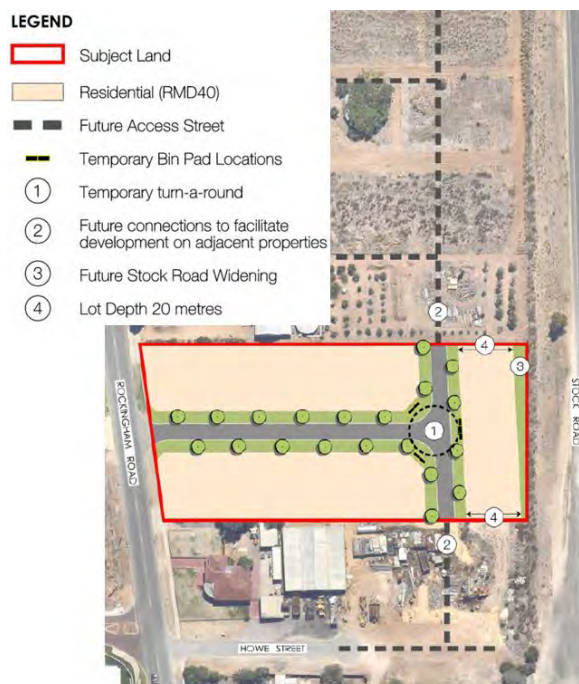 LEGEND
Subject Land
Residential (RMD40)
Future Access Street
Temporary Bin Pad Locations
1 Temporary turn-a-round
2 Future connections to facilitate
development on adjacent properties
3 Future Stock Road Widening
4 Lot Depth 20 metres
2
4
3
ROCKINGHAM ROAD
STOCK ROAD
1
4
2
HOWE STREET